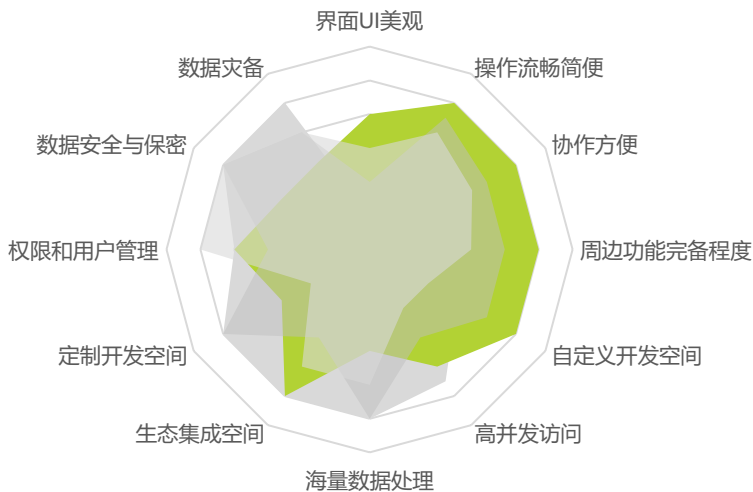 界面UI美观
数据灾备
操作流畅简便
数据安全与保密
协作方便
权限和用户管理
周边功能完备程度
定制开发空间
自定义开发空间
生态集成空间
高并发访问
海量数据处理